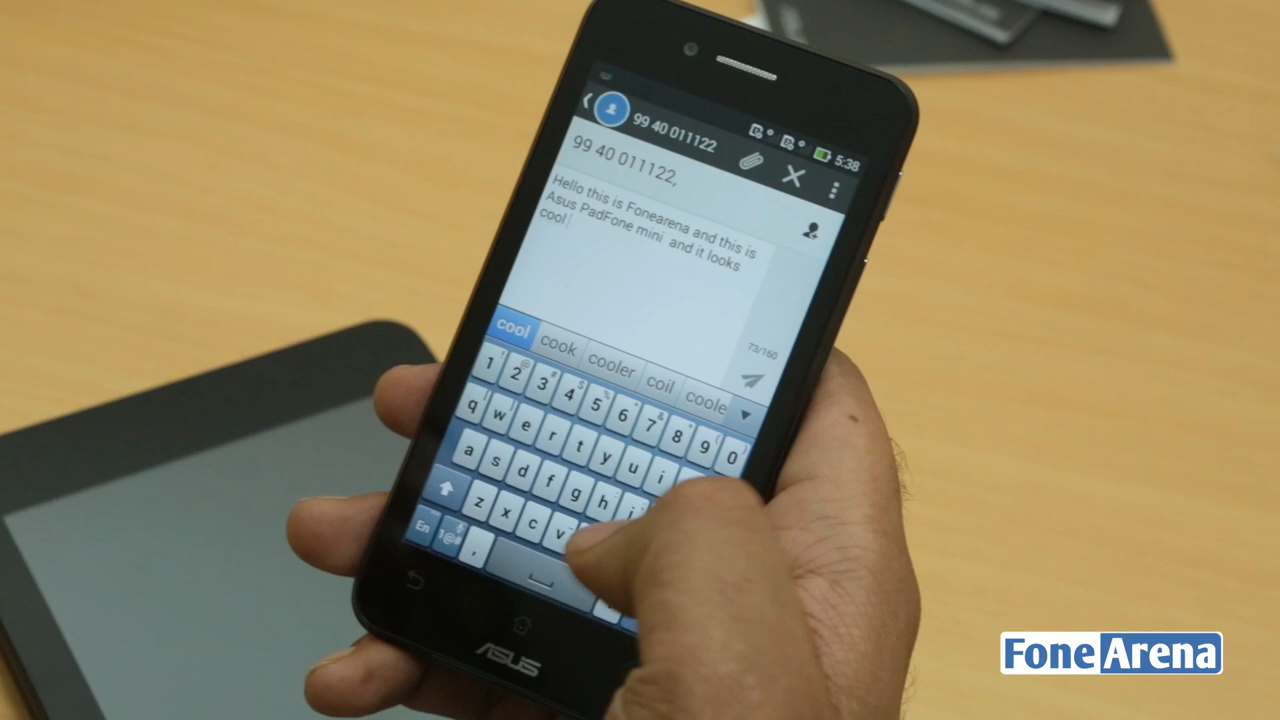 5:38
99 40 011122
99 40 011122,
Hello this is Fonearena and this is
Asus PadFone mini  and it looks
cool
73/160
cool cook cooler coil coole
1 2 3 4 5 6 7 8 9 0
q w e r t y u i
a s d f g h j
z x c v
En 1@# ,
ASUS
FoneArena